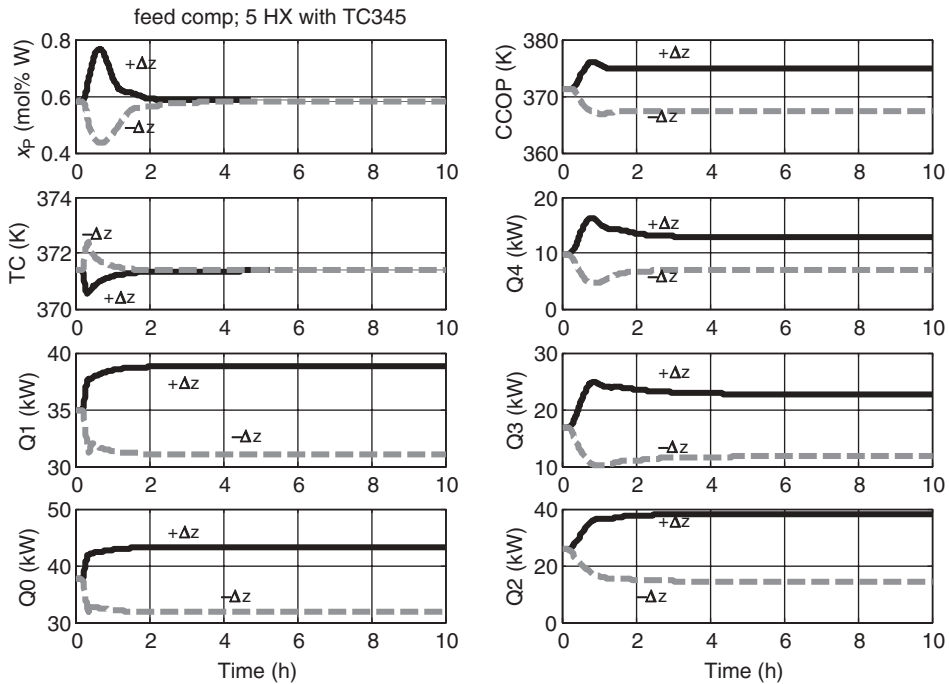 feed comp; 5 HX with TC345
xP (mol% W)
0.8
0.6
0.4
+Δz
−Δz
0 2 4 6 8 10
CCOP (K)
380
370
360
+Δz
−Δz
0 2 4 6 8 10
TC (K)
374
372
370
−Δz
+Δz
0 2 4 6 8 10
Q4 (kW)
20
10
0
+Δz
−Δz
0 2 4 6 8 10
Q1 (kW)
40
35
30
+Δz
−Δz
0 2 4 6 8 10
Q3 (kW)
30
20
10
+Δz
−Δz
0 2 4 6 8 10
Q0 (kW)
50
40
30
+Δz
−Δz
0 2 4 6 8 10
Time (h)
Q2 (kW)
40
20
0
+Δz
−Δz
0 2 4 6 8 10
Time (h)